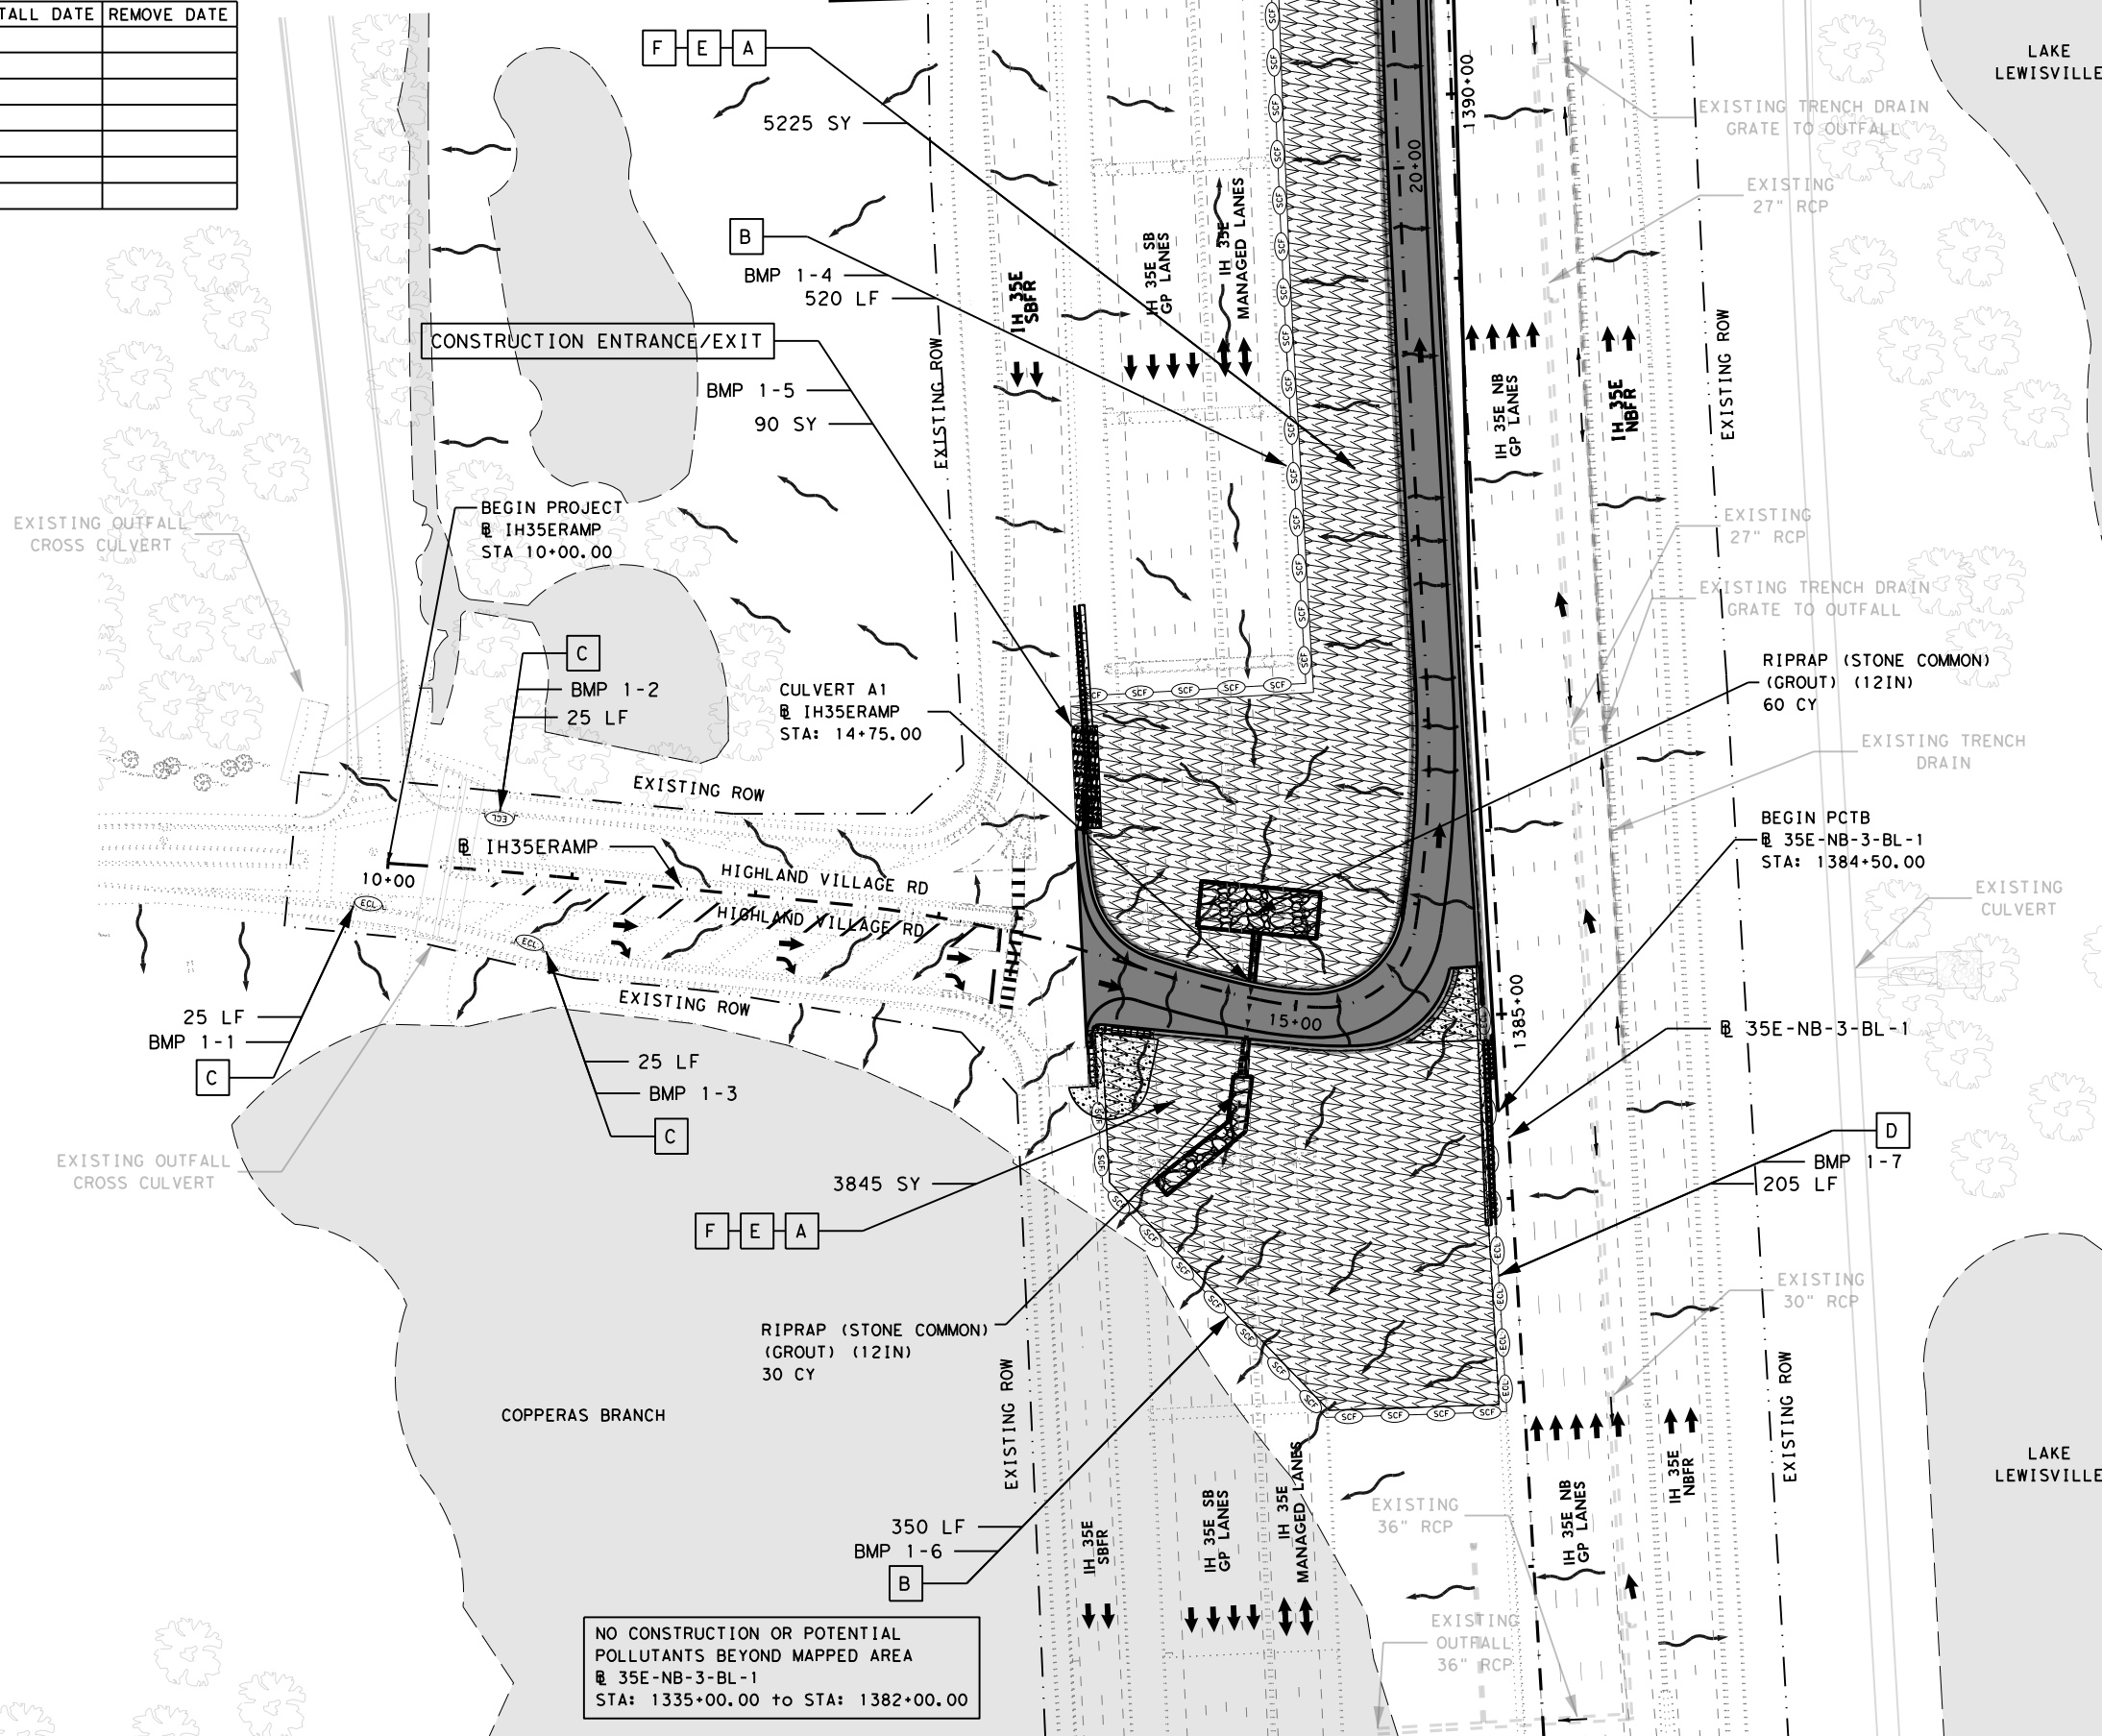 TALL DATE
REMOVE DATE
F E A
5225 SY
B
BMP 1-4
520 LF
CONSTRUCTION ENTRANCE/EXIT
BMP 1-5
90 SY
EXISTING ROW
IH 35E
SBFR
IH 35E SB
GP LANES
IH 35E
MANAGED LANES
20+00
1390+00
IH 35E NB
GP LANES
IH 35E
NBFR
EXISTING ROW
EXISTING TRENCH DRAIN
GRATE TO OUTFALL
EXISTING
27" RCP
LAKE
LEWISVILLE
EXISTING OUTFALL
CROSS CULVERT
BEGIN PROJECT
℄ IH35ERAMP
STA 10+00.00
C
BMP 1-2
25 LF
CULVERT A1
℄ IH35ERAMP
STA: 14+75.00
EXISTING
27" RCP
EXISTING TRENCH DRAIN
GRATE TO OUTFALL
RIPRAP (STONE COMMON)
(GROUT) (12IN)
60 CY
EXISTING TRENCH
DRAIN
BEGIN PCTB
℄ 35E-NB-3-BL-1
STA: 1384+50.00
EXISTING
CULVERT
EXISTING ROW
℄ IH35ERAMP
10+00
HIGHLAND VILLAGE RD
HIGHLAND VILLAGE RD
EXISTING ROW
ECL
ECL
ECL
SCF
15+00
1385+00
℄ 35E-NB-3-BL-1
25 LF
BMP 1-1
C
25 LF
BMP 1-3
C
D
BMP 1-7
205 LF
EXISTING OUTFALL
CROSS CULVERT
3845 SY
F E A
EXISTING
30" RCP
RIPRAP (STONE COMMON)
(GROUT) (12IN)
30 CY
COPPERAS BRANCH
EXISTING ROW
EXISTING ROW
350 LF
BMP 1-6
B
IH 35E
SBFR
IH 35E SB
GP LANES
IH 35E
MANAGED LANES
EXISTING
36" RCP
IH 35E NB
GP LANES
IH 35E
NBFR
LAKE
LEWISVILLE
EXISTING
OUTFALL
36" RCP
NO CONSTRUCTION OR POTENTIAL
POLLUTANTS BEYOND MAPPED AREA
℄ 35E-NB-3-BL-1
STA: 1335+00.00 to STA: 1382+00.00